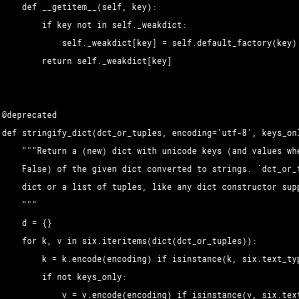 def __getitem__(self, key):
if key not in self._weakdict:
self._weakdict[key] = self.default_factory(key)
return self._weakdict[key]
@deprecated
def stringify_dict(dct_or_tuples, encoding='utf-8', keys_onl
"""Return a (new) dict with unicode keys (and values whe
False) of the given dict converted to strings. `dct_or_t
dict or a list of tuples, like any dict constructor supp
"""
d = {}
for k, v in six.iteritems(dict(dct_or_tuples)):
k = k.encode(encoding) if isinstance(k, six.text_typ
if not keys_only:
v = v.encode(encoding) if isinstance(v, six.text